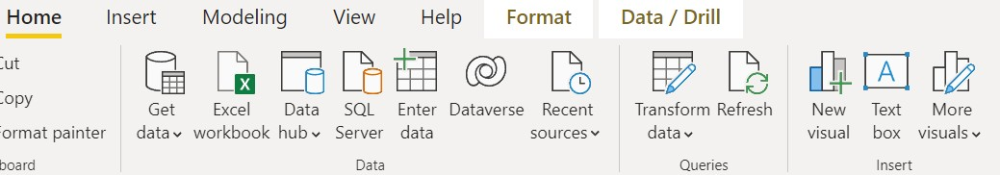 Home Insert Modeling View Help Format Data / Drill
Cut
Copy
Format painter
Get data
Excel workbook
Data hub
SQL Server
Enter data
Dataverse
Recent sources
Transform data
Refresh
New visual
A
Text box
More visuals
board Data Queries Insert